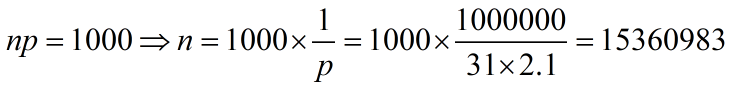 np = 1000 ⇒ n = 1000 × 1/p = 1000 × 1000000/(31 × 2.1) = 15360983